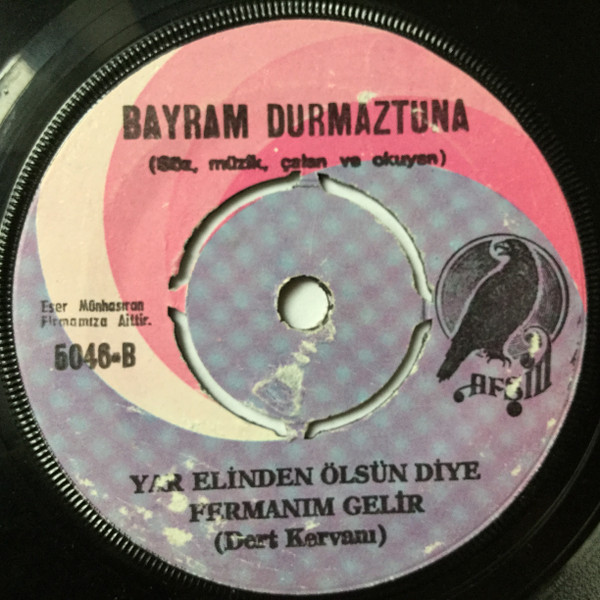 BAYRAM DURMAZTUNA
(Söz, müzik, çalan ve okuyan)
Eser Münhasıran
Firmamıza Aittir.
5046-B
AFŞIN
YAR ELİNDEN ÖLSÜN DİYE
FERMANIM GELİR
(Dert Kervanı)